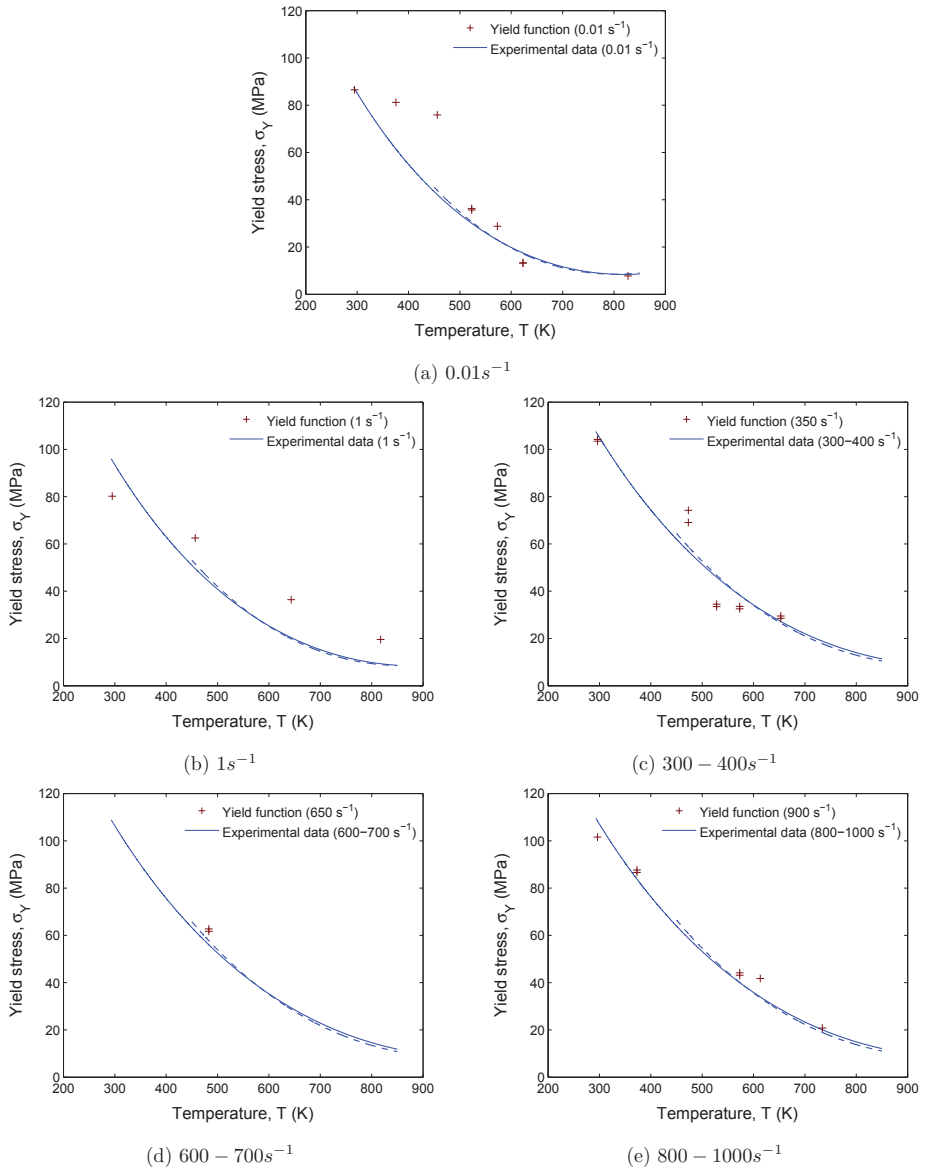 120
100
80
60
40
20
0
200 300 400 500 600 700 800 900
Yield stress, σY (MPa)
Temperature, T (K)
Yield function (0.01 s−1)
Experimental data (0.01 s−1)
(a) 0.01s−1
120
100
80
60
40
20
0
200 300 400 500 600 700 800 900
Yield stress, σY (MPa)
Temperature, T (K)
Yield function (1 s−1)
Experimental data (1 s−1)
(b) 1s−1
120
100
80
60
40
20
0
200 300 400 500 600 700 800 900
Yield stress, σY (MPa)
Temperature, T (K)
Yield function (350 s−1)
Experimental data (300−400 s−1)
(c) 300 − 400s−1
120
100
80
60
40
20
0
200 300 400 500 600 700 800 900
Yield stress, σY (MPa)
Temperature, T (K)
Yield function (650 s−1)
Experimental data (600−700 s−1)
(d) 600 − 700s−1
120
100
80
60
40
20
0
200 300 400 500 600 700 800 900
Yield stress, σY (MPa)
Temperature, T (K)
Yield function (900 s−1)
Experimental data (800−1000 s−1)
(e) 800 − 1000s−1